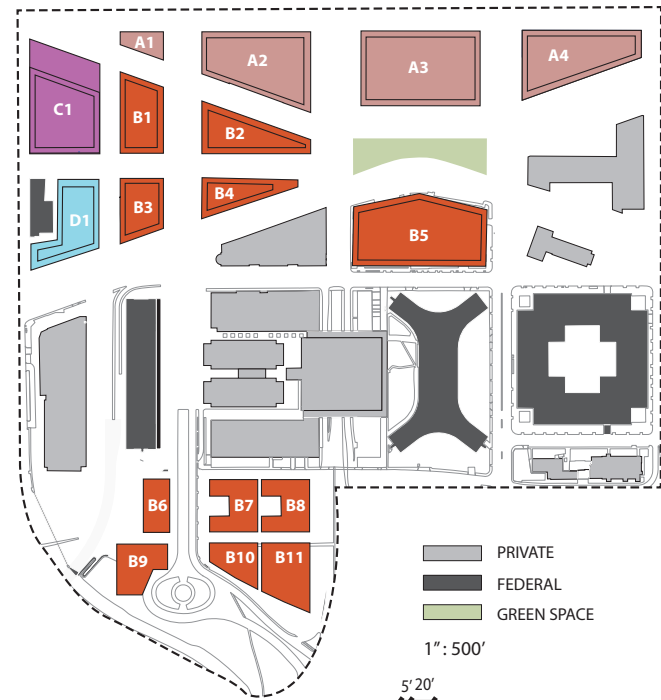 A1
A2
A3
A4
C1
B1
B2
B3
B4
D1
B5
B6
B7
B8
B9
B10
B11
PRIVATE
FEDERAL
GREEN SPACE
1”: 500’
5’ 20’